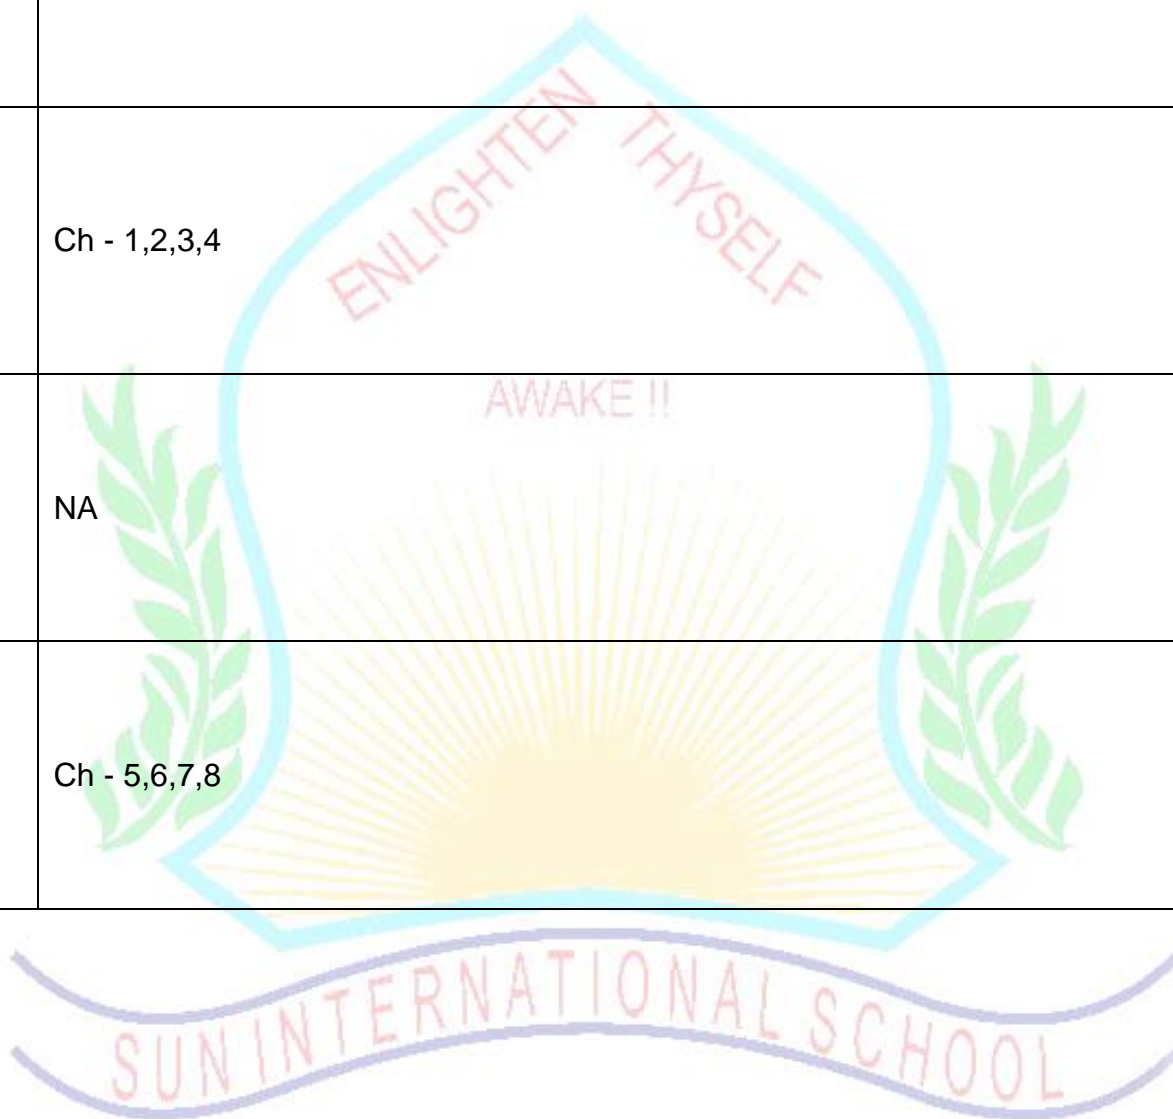 ENLIGHTEN THYSELF
Ch - 1,2,3,4
AWAKE !!
NA
Ch - 5,6,7,8
SUN INTERNATIONAL SCHOOL